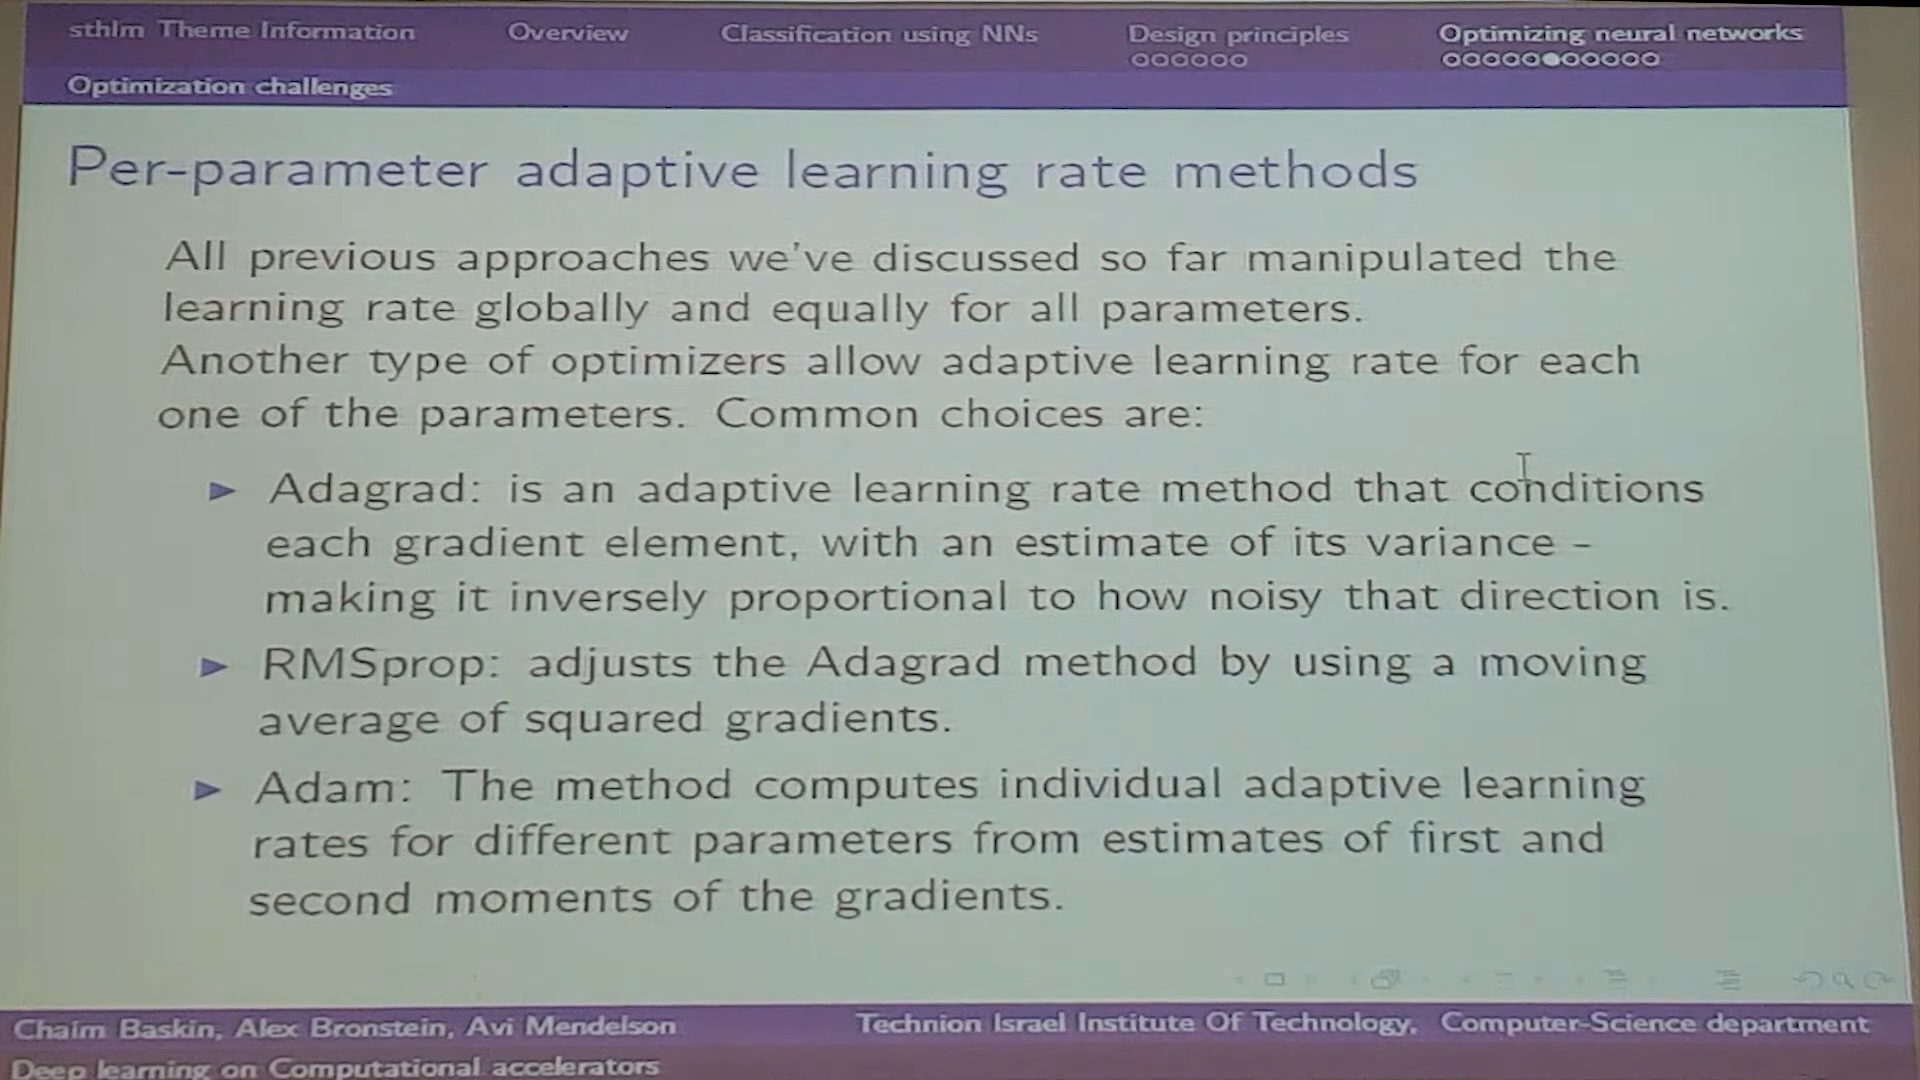 sthlm Theme Information Overview Classification using NNs Design principles Optimizing neural networks
Optimization challenges
Per-parameter adaptive learning rate methods
All previous approaches we've discussed so far manipulated the
learning rate globally and equally for all parameters.
Another type of optimizers allow adaptive learning rate for each
one of the parameters. Common choices are:
Adagrad: is an adaptive learning rate method that conditions
each gradient element, with an estimate of its variance -
making it inversely proportional to how noisy that direction is.
RMSprop: adjusts the Adagrad method by using a moving
average of squared gradients.
Adam: The method computes individual adaptive learning
rates for different parameters from estimates of first and
second moments of the gradients.
Chaim Baskin, Alex Bronstein, Avi Mendelson Technion Israel Institute Of Technology, Computer-Science department
Deep learning on Computational accelerators